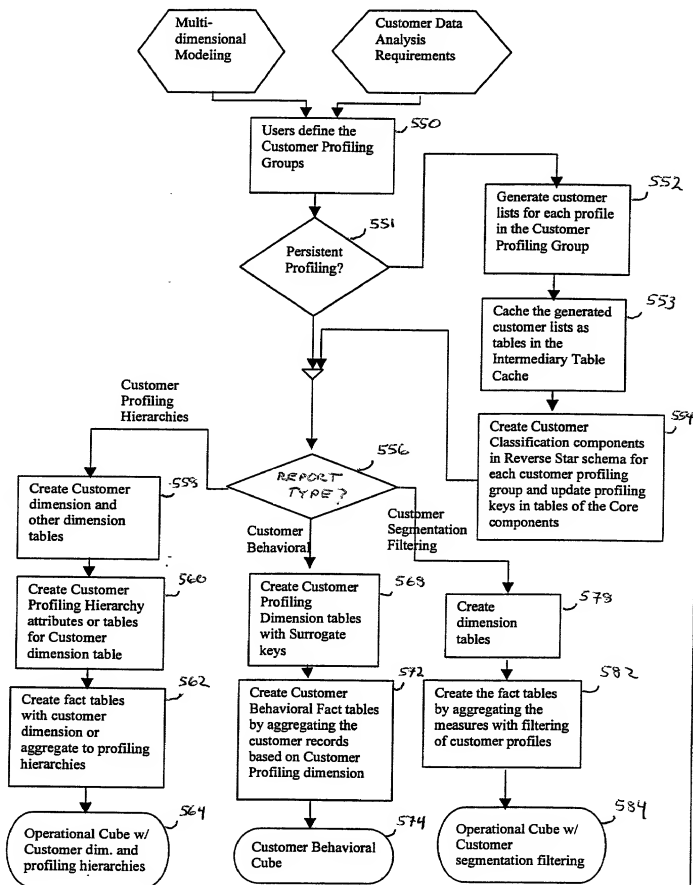 Multi-
dimensional
Modeling
Customer Data
Analysis
Requirements
550
Users define the
Customer Profiling
Groups
551
Persistent
Profiling?
552
Generate customer
lists for each profile
in the Customer
Profiling Group
553
Cache the generated
customer lists as
tables in the
Intermediary Table
Cache
554
Create Customer
Classification components
in Reverse Star schema for
each customer profiling
group and update profiling
keys in tables of the Core
components
Customer
Profiling
Hierarchies
556
REPORT
TYPE?
Customer
Behavioral
Customer
Segmentation
Filtering
558
Create Customer
dimension and
other dimension
tables
560
Create Customer
Profiling Hierarchy
attributes or tables
for Customer
dimension table
562
Create fact tables
with customer
dimension or
aggregate to profiling
hierarchies
564
Operational Cube w/
Customer dim. and
profiling hierarchies
568
Create Customer
Profiling
Dimension tables
with Surrogate
keys
572
Create Customer
Behavioral Fact tables
by aggregating the
customer records
based on Customer
Profiling dimension
574
Customer Behavioral
Cube
578
Create
dimension
tables
582
Create the fact tables
by aggregating the
measures with filtering
of customer profiles
584
Operational Cube w/
Customer
segmentation filtering